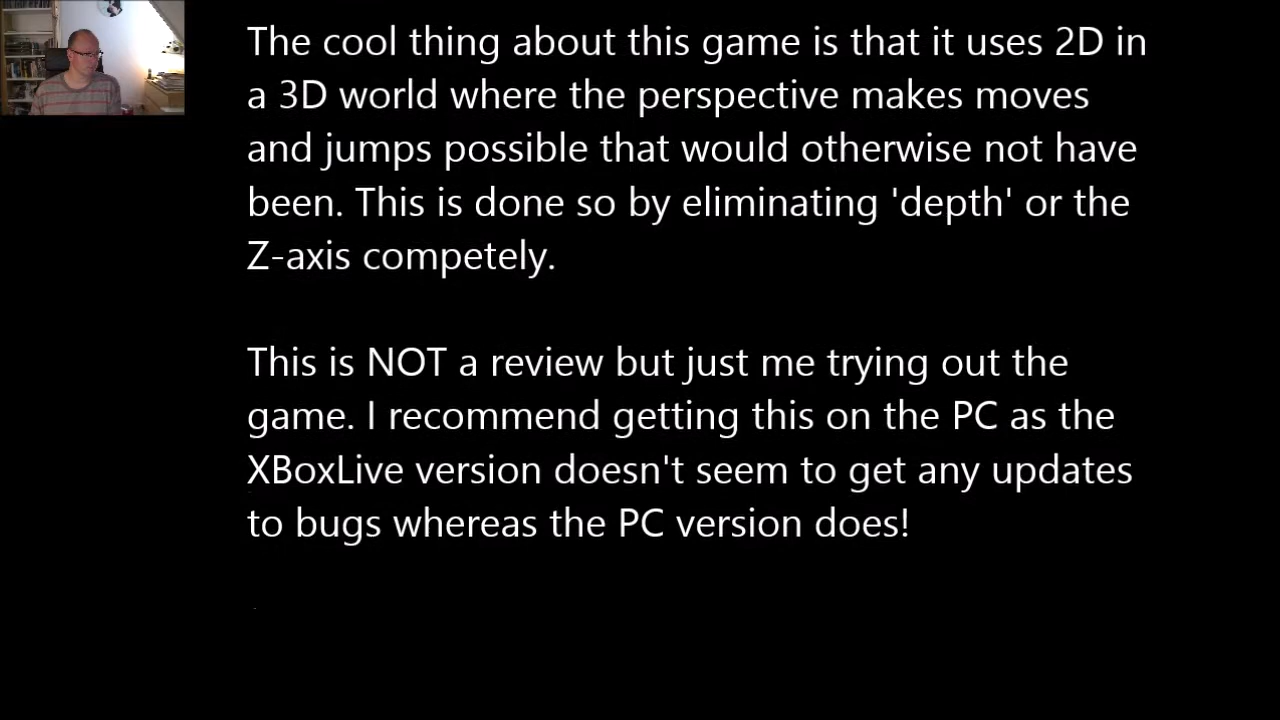 The cool thing about this game is that it uses 2D in
a 3D world where the perspective makes moves
and jumps possible that would otherwise not have
been. This is done so by eliminating 'depth' or the
Z-axis competely.
This is NOT a review but just me trying out the
game. I recommend getting this on the PC as the
XBoxLive version doesn't seem to get any updates
to bugs whereas the PC version does!